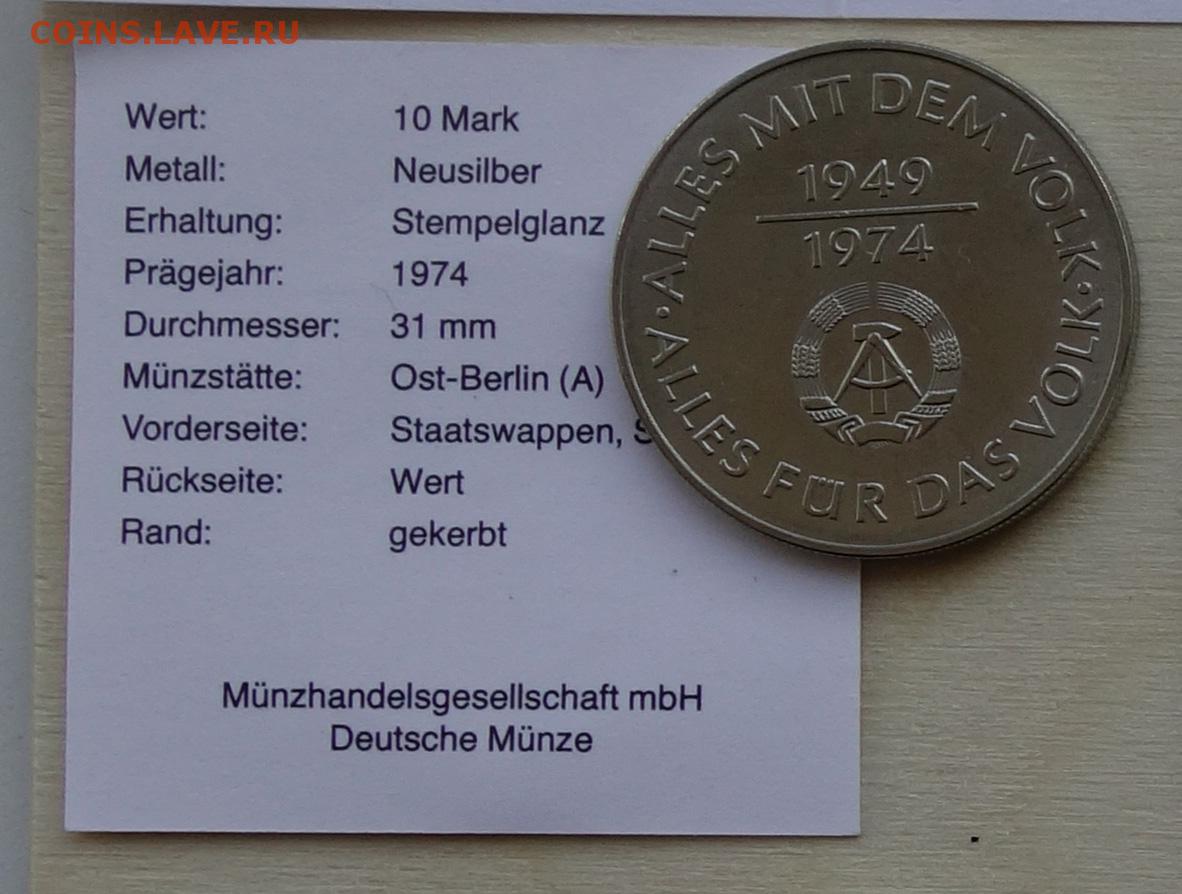 COINS.LAVE.RU
Wert: 10 Mark
Metall: Neusilber
Erhaltung: Stempelglanz
Prägejahr: 1974
Durchmesser: 31 mm
Münzstätte: Ost-Berlin (A)
Vorderseite: Staatswappen,
Rückseite: Wert
Rand: gekerbt
Münzhandelsgesellschaft mbH
Deutsche Münze
·ALLES MIT DEM VOLK·
1949
1974
ALLES FÜR DAS VOLK